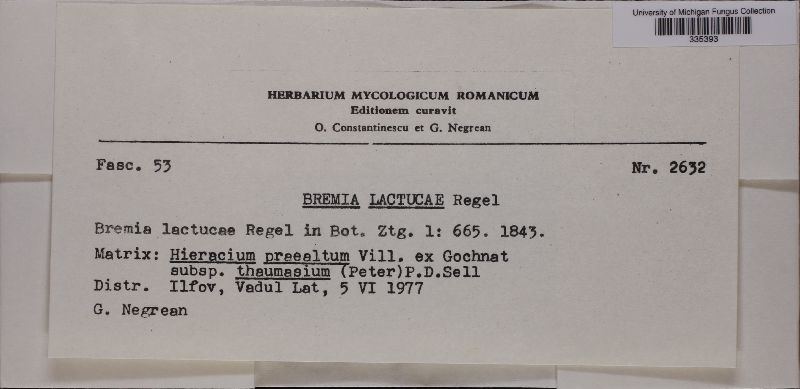 University of Michigan Fungus Collection
335393
HERBARIUM MYCOLOGICUM ROMANICUM
Editionem curavit
O. Constantinescu et G. Negrean
Fasc. 53 Nr. 2632
BREMIA LACTUCAE Regel
Bremia lactucae Regel in Bot. Ztg. 1: 665. 1843.
Matrix: Hieracium praealtum Vill. ex Gochnat
subsp. thaumasium (Peter)P.D.Sell
Distr. Ilfov, Vadul Lat, 5 VI 1977
G. Negrean